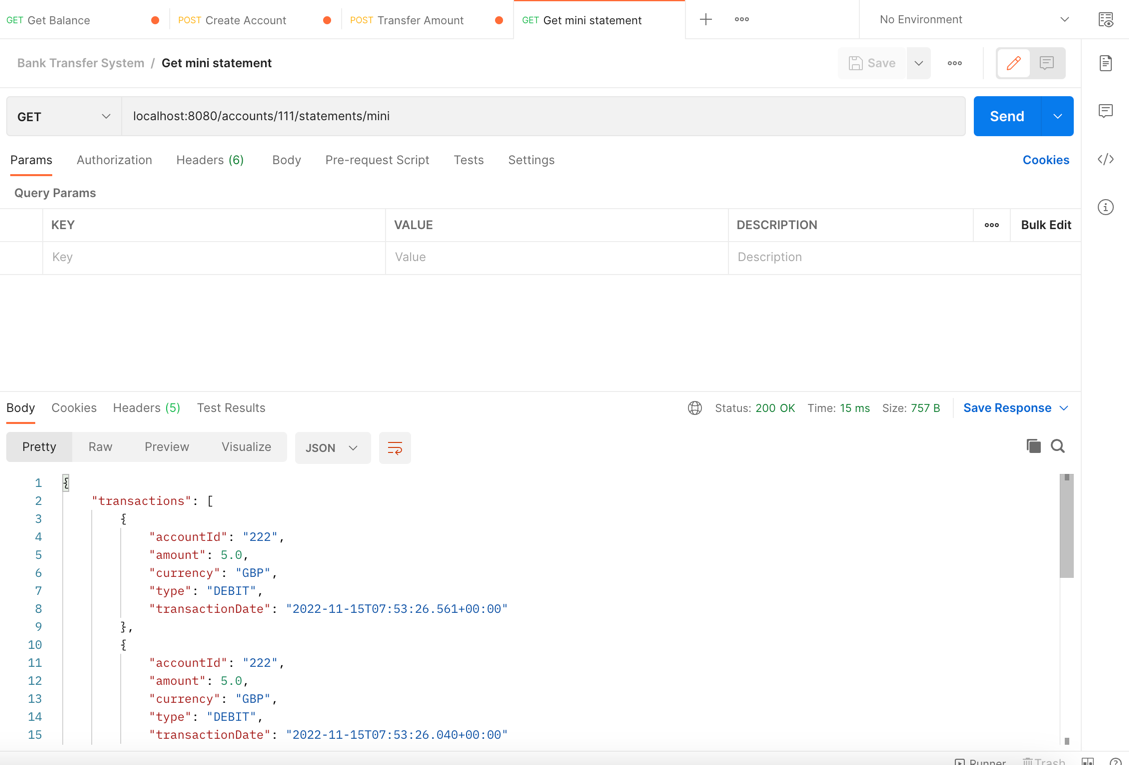 GET Get Balance POST Create Account POST Transfer Amount GET Get mini statement No Environment
Bank Transfer System / Get mini statement Save
GET localhost:8080/accounts/111/statements/mini Send
Params Authorization Headers (6) Body Pre-request Script Tests Settings Cookies
Query Params
KEY VALUE DESCRIPTION Bulk Edit
Key Value Description
Body Cookies Headers (5) Test Results Status: 200 OK Time: 15 ms Size: 757 B Save Response
Pretty Raw Preview Visualize JSON
1 {
2 "transactions": [
3 {
4 "accountId": "222",
5 "amount": 5.0,
6 "currency": "GBP",
7 "type": "DEBIT",
8 "transactionDate": "2022-11-15T07:53:26.561+00:00"
9 },
10 {
11 "accountId": "222",
12 "amount": 5.0,
13 "currency": "GBP",
14 "type": "DEBIT",
15 "transactionDate": "2022-11-15T07:53:26.040+00:00"
Runner Trash